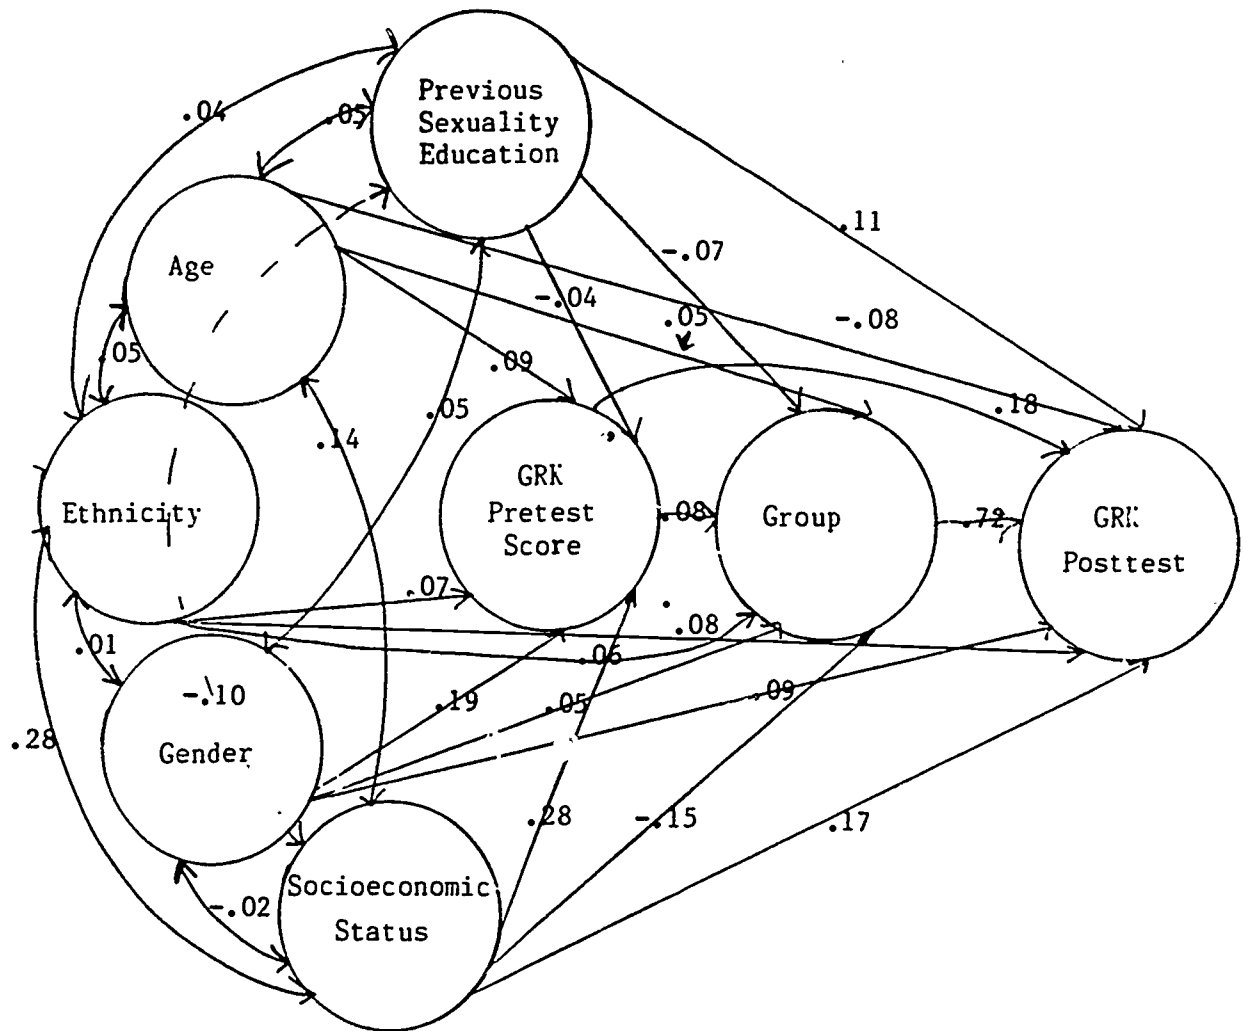 Previous
Sexuality
Education
.04
.05
.11
-.07
Age
-.04
.05
-.08
.05
.09
.05
.18
.14
GRK
Pretest
Score
Ethnicity
.08
Group
.72
GRK
Posttest
.07
.08
.01
.06
-.10
.19
.05
.09
.28
Gender
.28
-.15
.17
Socioeconomic
Status
-.02